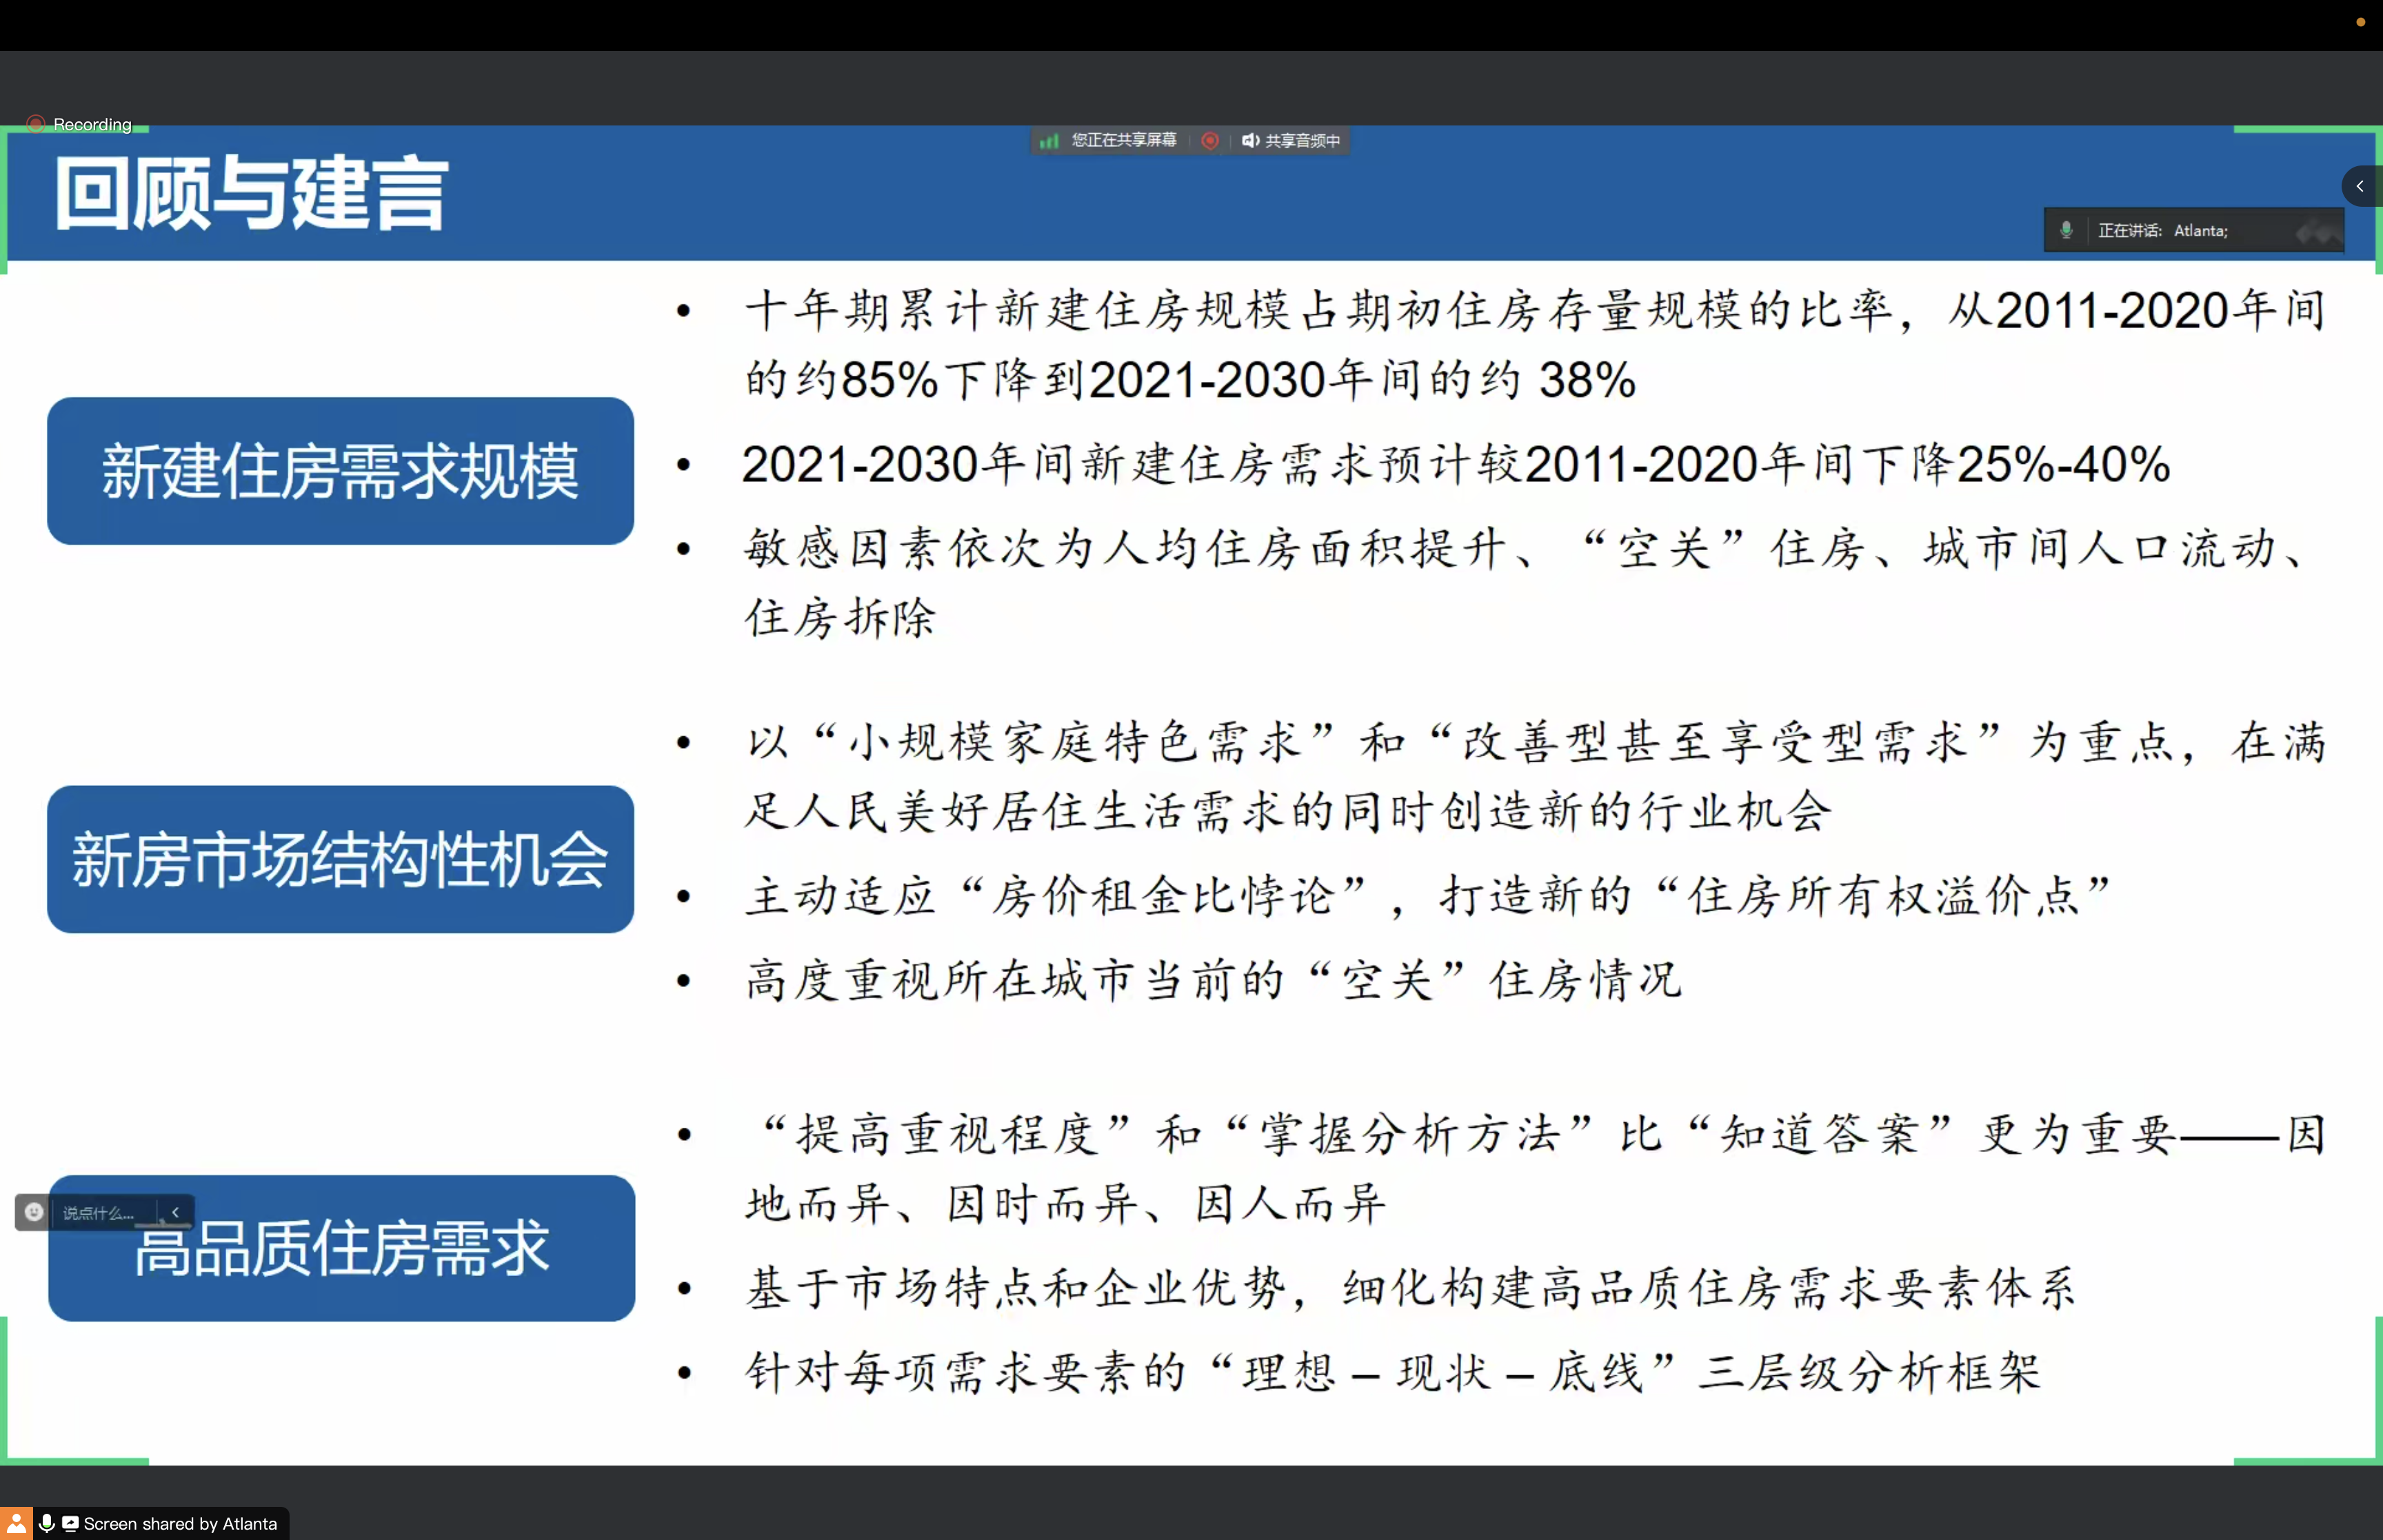 Recording
您正在共享屏幕
共享音频中
回顾与建言
正在讲话: Atlanta;
新建住房需求规模
• 十年期累计新建住房规模占期初住房存量规模的比率，从2011-2020年间
的约85%下降到2021-2030年间的约 38%
• 2021-2030年间新建住房需求预计较2011-2020年间下降25%-40%
• 敏感因素依次为人均住房面积提升、“空关”住房、城市间人口流动、
住房拆除
新房市场结构性机会
• 以“小规模家庭特色需求”和“改善型甚至享受型需求”为重点，在满
足人民美好居住生活需求的同时创造新的行业机会
• 主动适应“房价租金比悖论”，打造新的“住房所有权溢价点”
• 高度重视所在城市当前的“空关”住房情况
说点什么...
高品质住房需求
• “提高重视程度”和“掌握分析方法”比“知道答案”更为重要——因
地而异、因时而异、因人而异
• 基于市场特点和企业优势，细化构建高品质住房需求要素体系
• 针对每项需求要素的“理想 – 现状 – 底线”三层级分析框架
Screen shared by Atlanta